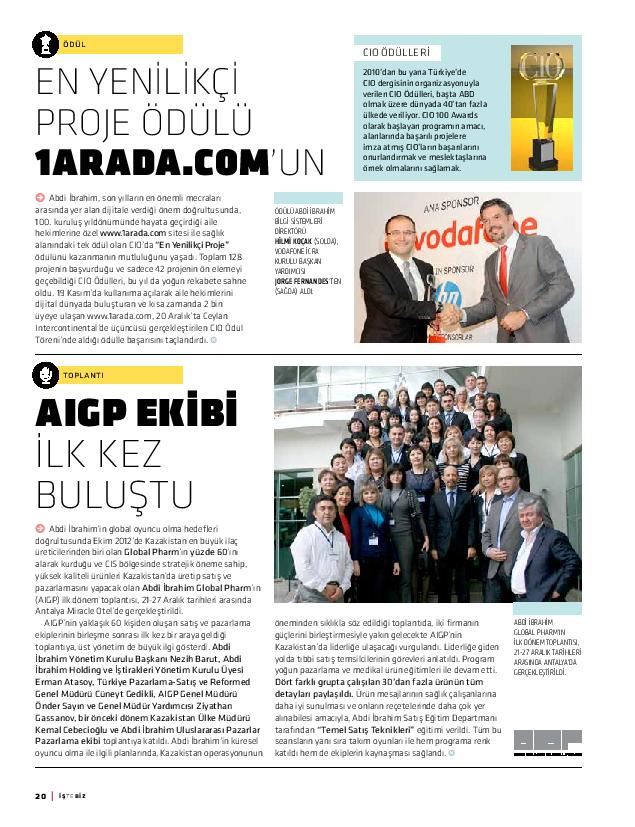 ÖDÜL
EN YENİLİKÇİ
PROJE ÖDÜLÜ
1ARADA.COM'UN
Abdi İbrahim, son yılların en önemli mecraları
arasında yer alan dijitale verdiği önem doğrultusunda,
100. kuruluş yıldönümünde hayata geçirdiği aile
hekimlerine özel www.1arada.com sitesi ile sağlık
alanındaki tek ödül olan CIO'da "En Yenilikçi Proje"
ödülünü kazanmanın mutluluğunu yaşadı. Toplam 128
projenin başvurduğu ve sadece 42 projenin ön elemeyi
geçebildiği CIO Ödülleri, bu yıl da yoğun rekabete sahne
oldu. 19 Kasım'da kullanıma açılarak aile hekimlerini
dijital dünyada buluşturan ve kısa zamanda 2 bin
üyeye ulaşan www.1arada.com, 20 Aralık'ta Ceylan
Intercontinental'de üçüncüsü gerçekleştirilen CIO Ödül
Töreni'nde aldığı ödülle başarısını taçlandırdı.
ÖDÜLÜ ABDİ İBRAHİM
BİLGİ SİSTEMLERİ
DİREKTÖRÜ
HİLMİ KOÇAK (SOLDA),
VODAFONE İCRA
KURULU BAŞKAN
YARDIMCISI
JORGE FERNANDES'TEN
(SAĞDA) ALDI.
CIO ÖDÜLLERİ
2010'dan bu yana Türkiye'de
CIO dergisinin organizasyonuyla
verilen CIO Ödülleri, başta ABD
olmak üzere dünyada 40'tan fazla
ülkede veriliyor. CIO 100 Awards
olarak başlayan programın amacı,
alanlarında başarılı projelere
imza atmış CIO'ların başarılarını
onurlandırmak ve meslektaşlarına
örnek olmalarını sağlamak.
CIO
ANA SPONSOR
vodafone
SPONSOR
hp
SPONSORLAR
TOPLANTI
AIGP EKİBİ
İLK KEZ
BULUŞTU
Abdi İbrahim'in global oyuncu olma hedefleri
doğrultusunda Ekim 2012'de Kazakistan en büyük ilaç
üreticilerinden biri olan Global Pharm'ın yüzde 60'ını
alarak kurduğu ve CIS bölgesinde stratejik öneme sahip,
yüksek kaliteli ürünleri Kazakistan'da üretip satış ve
pazarlamasını yapacak olan Abdi İbrahim Global Pharm'ın
(AIGP) ilk dönem toplantısı, 21-27 Aralık tarihleri arasında
Antalya Miracle Otel'de gerçekleştirildi.
AIGP'nin yaklaşık 60 kişiden oluşan satış ve pazarlama
ekiplerinin birleşme sonrası ilk kez bir araya geldiği
toplantıya, üst yönetim de büyük ilgi gösterdi. Abdi
İbrahim Yönetim Kurulu Başkanı Nezih Barut, Abdi
İbrahim Holding ve İştirakleri Yönetim Kurulu Üyesi
Erman Atasoy, Türkiye Pazarlama-Satış ve Reformed
Genel Müdürü Cüneyt Gedikli, AIGP Genel Müdürü
Önder Sayın ve Genel Müdür Yardımcısı Ziyathan
Gassanov, bir önceki dönem Kazakistan Ülke Müdürü
Kemal Cebecioğlu ve Abdi İbrahim Uluslararası Pazarlar
Pazarlama ekibi toplantıya katıldı. Abdi İbrahim'in küresel
oyuncu olma ile ilgili planlarında, Kazakistan operasyonunun
öneminden sıklıkla söz edildiği toplantıda, iki firmanın
güçlerini birleştirmesiyle yakın gelecekte AIGP'nin
Kazakistan'da liderliğe ulaşacağı vurgulandı. Liderliğe giden
yolda tıbbi satış temsilcilerinin görevleri anlatıldı. Program
yoğun pazarlama ve medikal ürün eğitimleri ile devam etti.
Dört farklı grupta çalışılan 30'dan fazla ürünün tüm
detayları paylaşıldı. Ürün mesajlarının sağlık çalışanlarına
daha iyi sunulması ve onların reçetelerinde daha çok yer
alınabilesi amacıyla, Abdi İbrahim Satış Eğitim Departmanı
tarafından "Temel Satış Teknikleri" eğitimi verildi. Tüm bu
seansların yanı sıra takım oyunları ile hem programa renk
katıldı hem de ekiplerin kaynaşması sağlandı.
ABDİ İBRAHİM
GLOBAL PHARM'IN
İLK DÖNEM TOPLANTISI,
21-27 ARALIK TARİHLERİ
ARASINDA ANTALYA'DA
GERÇEKLEŞTİRİLDİ.
20 | İŞTE BİZ